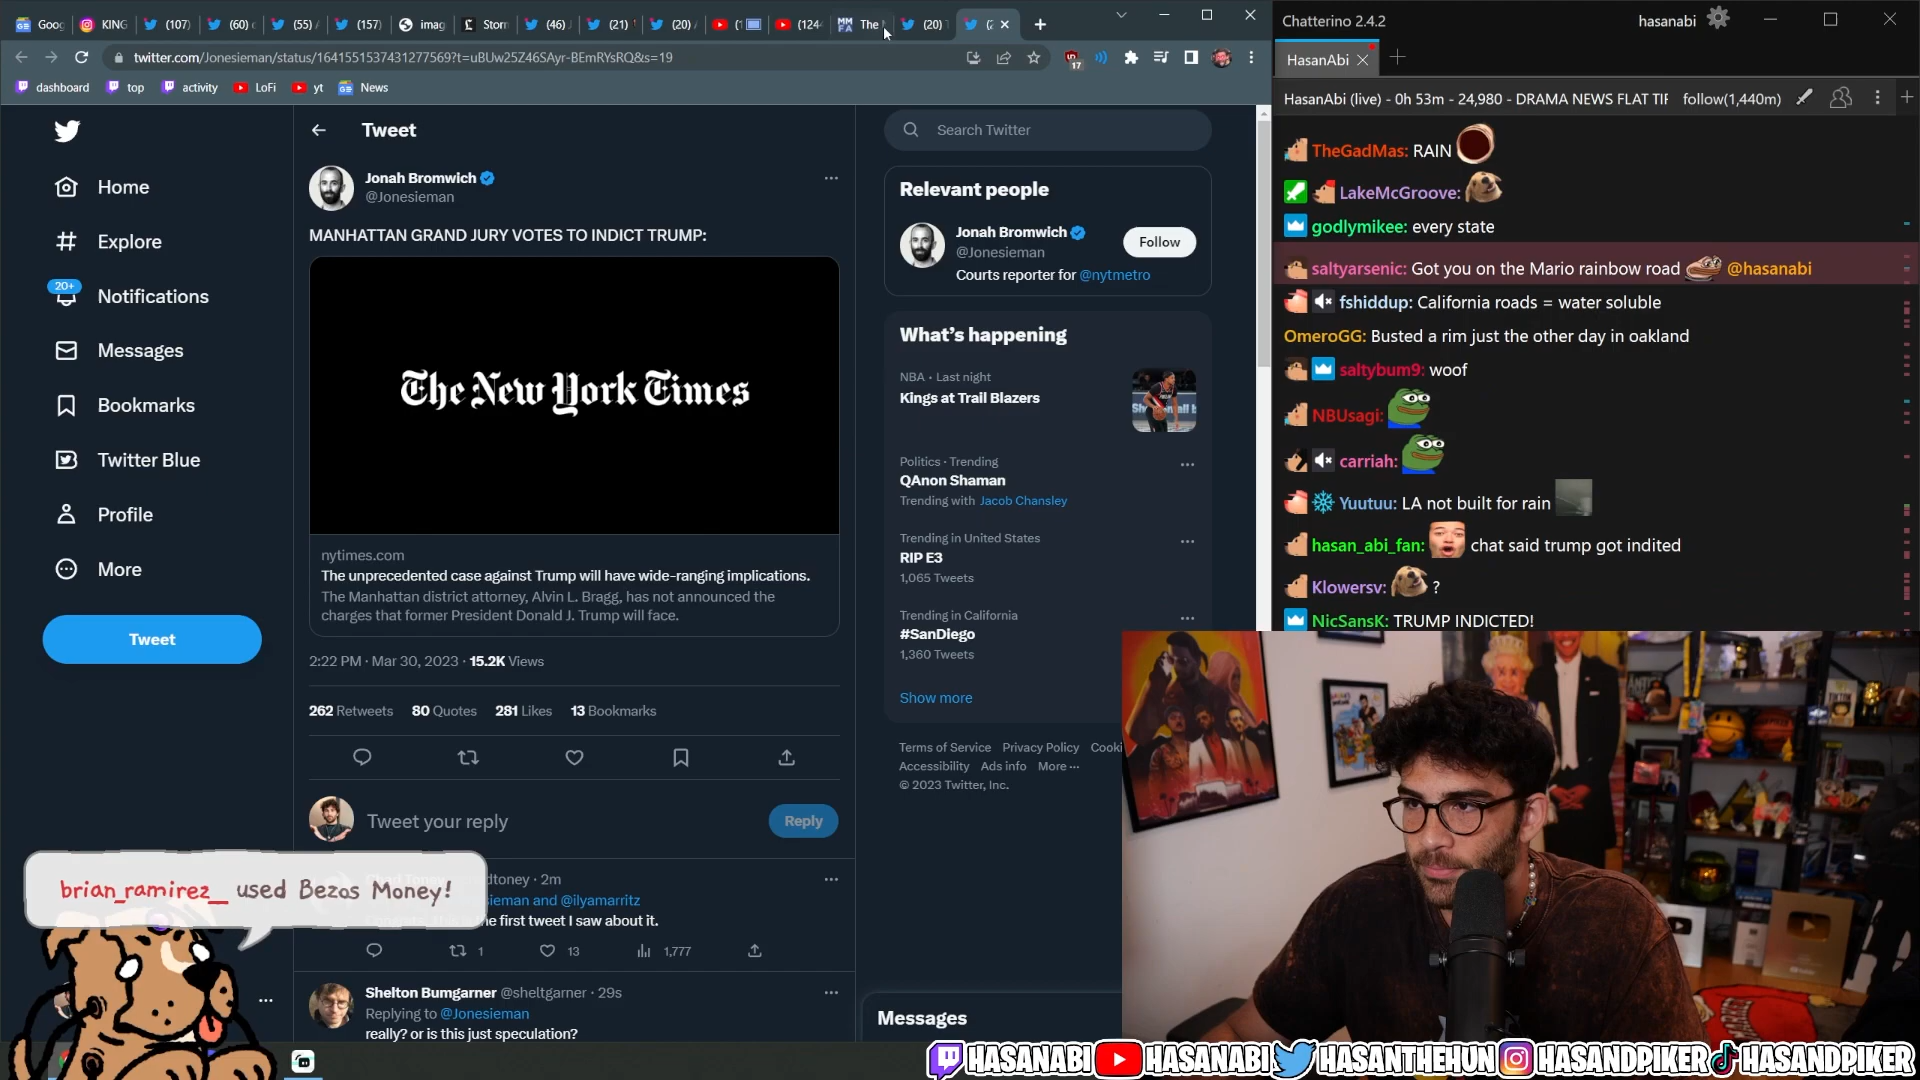 Goog
KING
(107)
(60)
(55)
(157)
imag
Storm
(46)
(21)
(20)
(124
MM
FA
The
(20)
twitter.com/Jonesieman/status/1641551537431277569?t=uBUw25Z46SAyr-BEmRYsRQ&s=19
17
dashboard
top
activity
LoFi
yt
News
Home
Explore
20+
Notifications
Messages
Bookmarks
Twitter Blue
Profile
More
Tweet
Tweet
Jonah Bromwich
@Jonesieman
MANHATTAN GRAND JURY VOTES TO INDICT TRUMP:
The New York Times
nytimes.com
The unprecedented case against Trump will have wide-ranging implications.
The Manhattan district attorney, Alvin L. Bragg, has not announced the
charges that former President Donald J. Trump will face.
2:22 PM · Mar 30, 2023 · 15.2K Views
262 Retweets 80 Quotes 281 Likes 13 Bookmarks
Tweet your reply
Reply
dtoney · 2m
sieman and @ilyamarritz
the first tweet I saw about it.
1
13
1,777
Shelton Bumgarner @sheltgarner · 29s
Replying to @Jonesieman
really? or is this just speculation?
brian_ramirez__ used Bezos Money!
Search Twitter
Relevant people
Jonah Bromwich
@Jonesieman
Follow
Courts reporter for @nytmetro
What's happening
NBA · Last night
Kings at Trail Blazers
Politics · Trending
QAnon Shaman
Trending with Jacob Chansley
Trending in United States
RIP E3
1,065 Tweets
Trending in California
#SanDiego
1,360 Tweets
Show more
Terms of Service Privacy Policy Cooki
Accessibility Ads info More ···
© 2023 Twitter, Inc.
Messages
Chatterino 2.4.2
hasanabi
HasanAbi
HasanAbi (live) - 0h 53m - 24,980 - DRAMA NEWS FLAT TIF
follow(1,440m)
TheGadMas: RAIN
LakeMcGroove:
godlymikee: every state
saltyarsenic: Got you on the Mario rainbow road @hasanabi
fshiddup: California roads = water soluble
OmeroGG: Busted a rim just the other day in oakland
saltybum9: woof
NBUsagi:
carriah:
Yuutuu: LA not built for rain
hasan_abi_fan: chat said trump got indited
Klowersv: ?
NicSansK: TRUMP INDICTED!
HASANABI HASANABI HASANTHEHUN HASANDPIKER HASANDPIKER